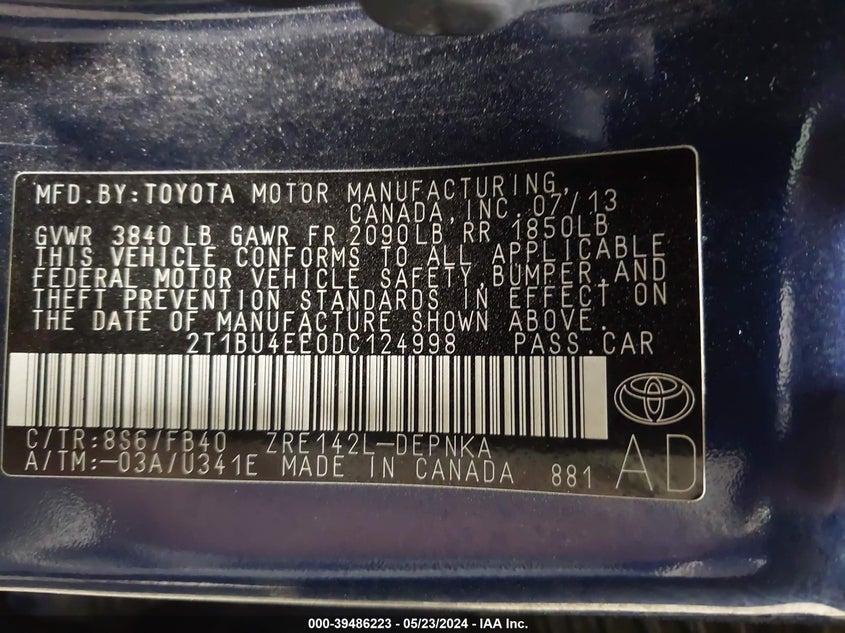 MFD.BY:TOYOTA MOTOR MANUFACTURING,
CANADA,INC. 07/13
GVWR 3840 LB GAWR FR 2090LB RR 1850LB
THIS VEHICLE CONFORMS TO ALL APPLICABLE
FEDERAL MOTOR VEHICLE SAFETY,BUMPER,AND
THEFT PREVENTION STANDARDS IN EFFECT ON
THE DATE OF MANUFACTURE SHOWN ABOVE.
2T1BU4EE0DC124998 PASS.CAR
C/TR:8S6/FB40 ZRE142L-DEPNKA
A/TM:-03A/U341E MADE IN CANADA 881 AD
000-39486223 - 05/23/2024 - IAA Inc.